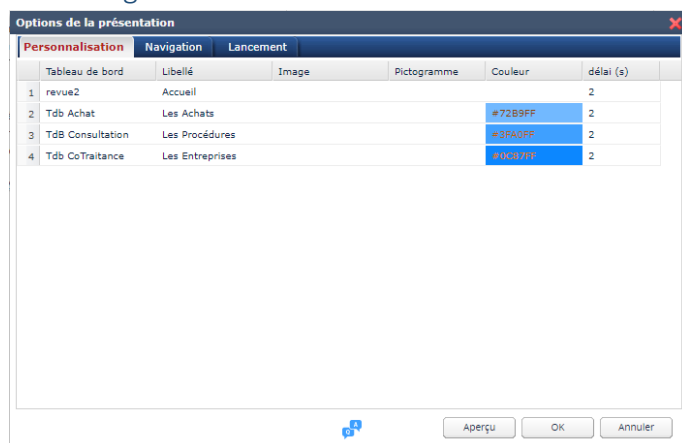 Options de la présentation
Personnalisation Navigation Lancement
Tableau de bord Libellé Image Pictogramme Couleur délai (s)
1 revue2 Accueil 2
2 Tdb Achat Les Achats #72B9FF 2
3 TdB Consultation Les Procédures #3FA0FF 2
4 Tdb CoTraitance Les Entreprises #0C87FF 2
Aperçu OK Annuler